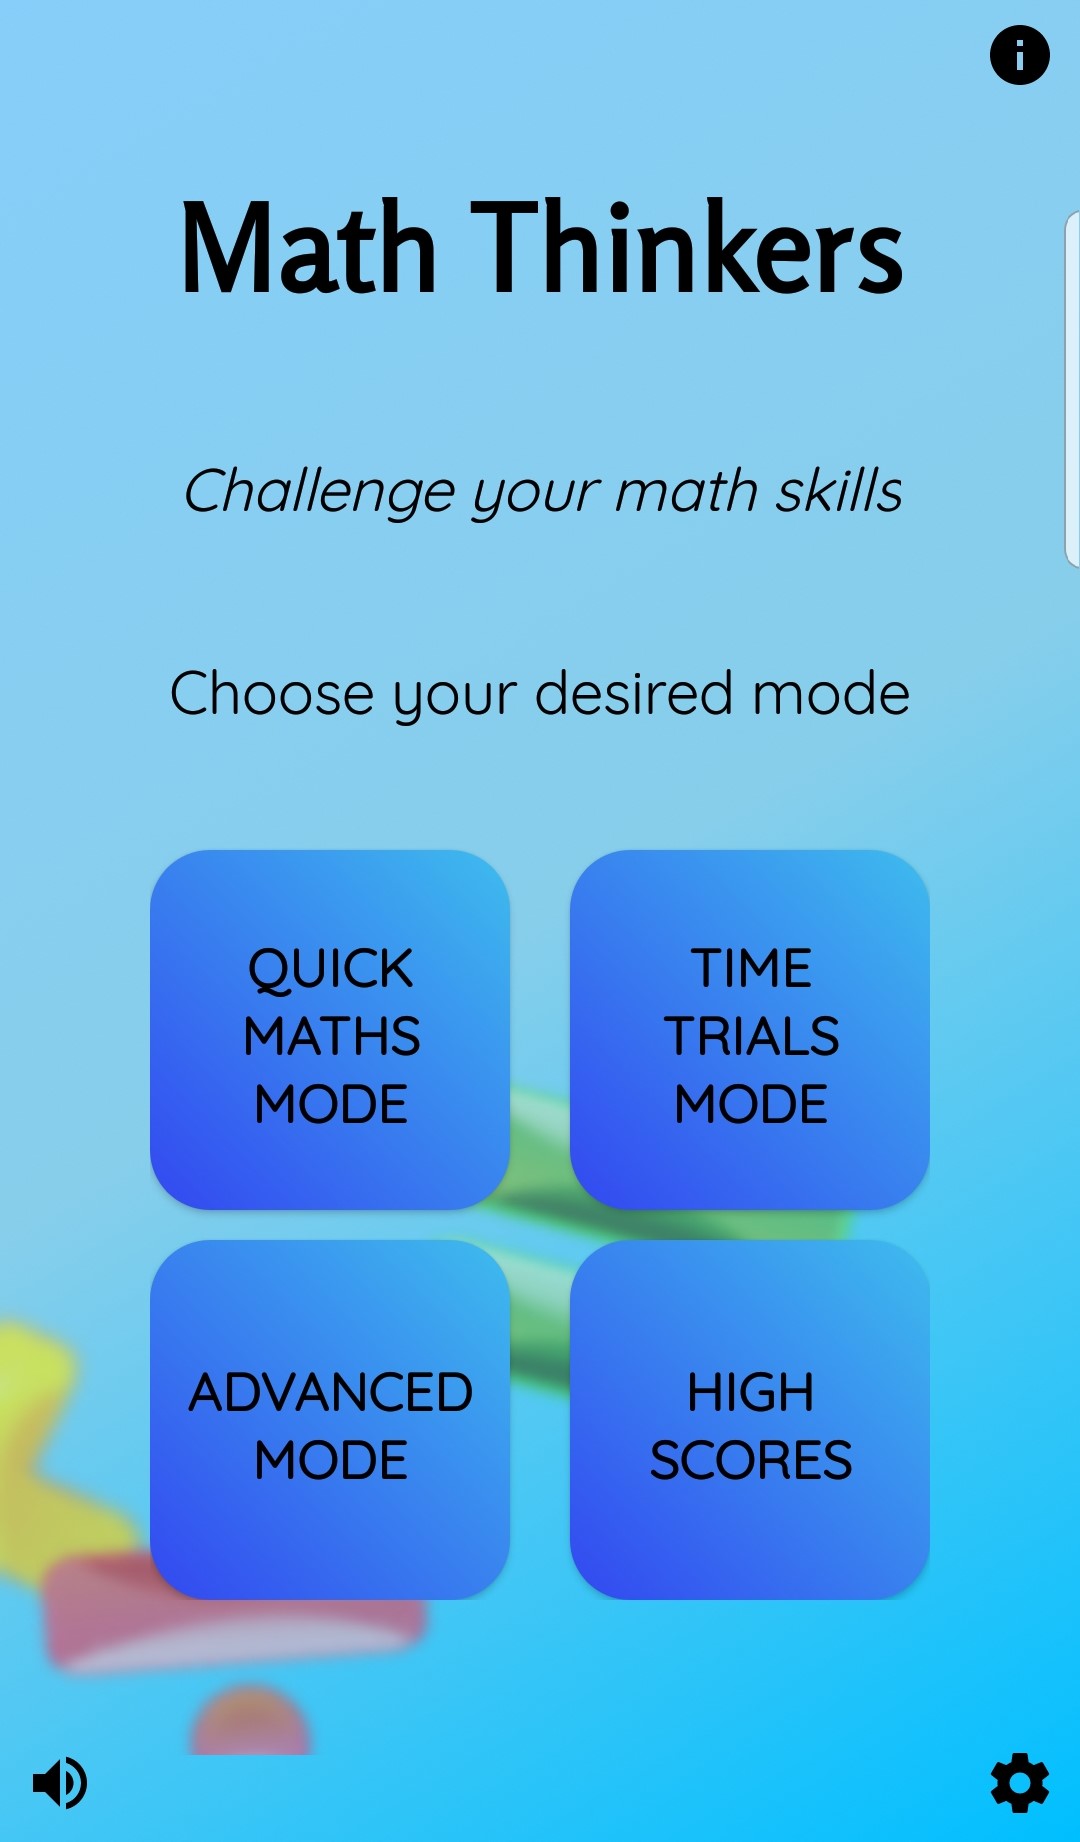 Math Thinkers
Challenge your math skills
Choose your desired mode
QUICK
MATHS
MODE
TIME
TRIALS
MODE
ADVANCED
MODE
HIGH
SCORES